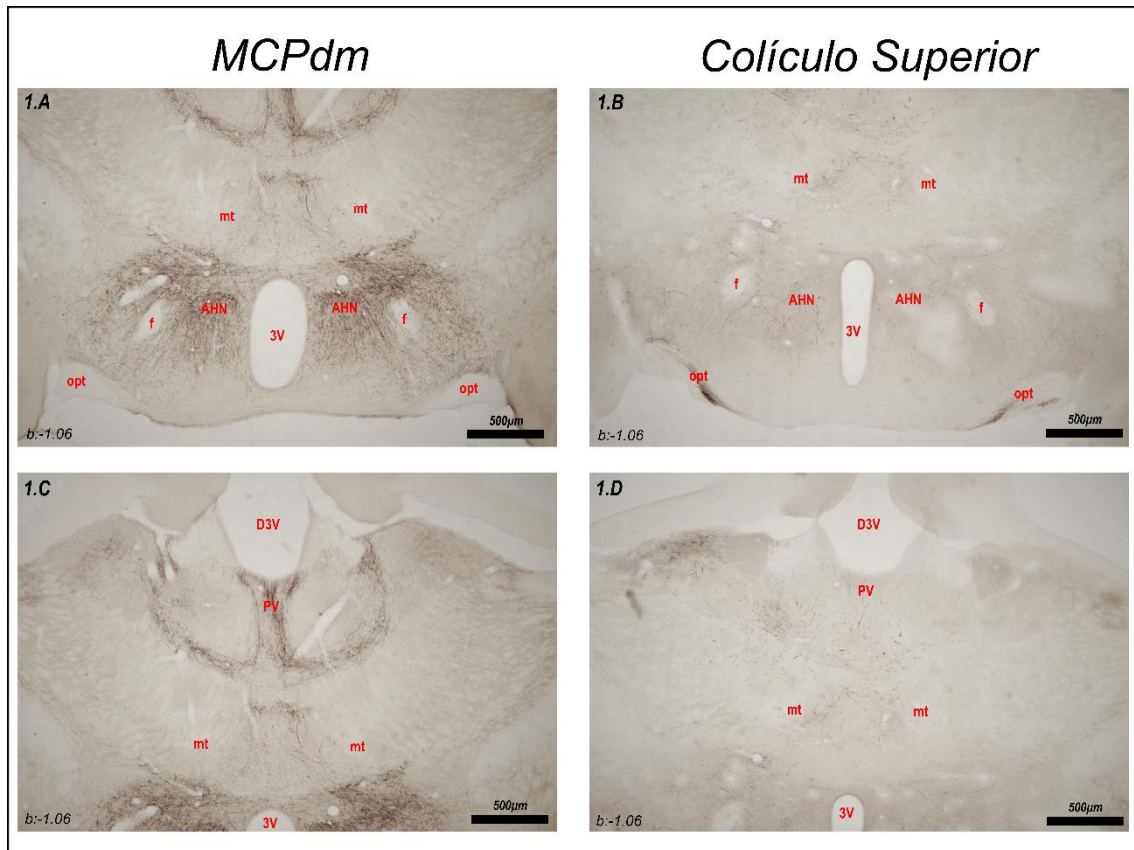 MCPdm
Colículo Superior
1.A
mt
mt
AHN
AHN
f
f
3V
opt
opt
500µm
b:-1.06
1.B
mt
mt
f
AHN
AHN
f
3V
opt
opt
500µm
b:-1.06
1.C
D3V
PV
mt
mt
3V
500µm
b:-1.06
1.D
D3V
PV
mt
mt
3V
500µm
b:-1.06